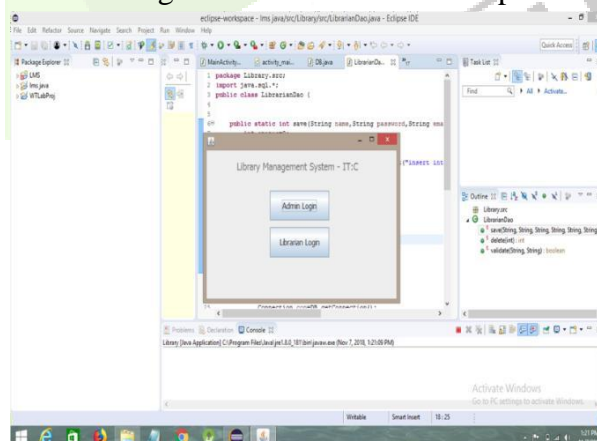 eclipse-workspace - lms java/src/Library/src/LibrarianDao.java - Eclipse IDE
File Edit Refactor Source Navigate Search Project Run Window Help
Quick Access
Package Explorer
LMS
lms java
WTLabProj
MainActivity...
activity_mai...
DB.java
LibrarianDa...
1 package Library.src;
2 import java.sql.*;
3 public class LibrarianDao {
4
5
public static int save(String name,String password,String ema
("insert int
Library Management System - IT:C
Admin Login
Librarian Login
Connection con=DB.getConnection();
Task List
Find
All
Activate...
Outline
Library.src
LibrarianDao
save(String, String, String, String, String
delete(int) : int
validate(String, String) : boolean
Problems
Declaration
Console
Library [Java Application] C:\Program Files\Java\jre1.8.0_181\bin\javaw.exe (Nov 7, 2018, 1:21:09 PM)
Activate Windows
Go to PC settings to activate Windows.
Writable
Smart Insert
18 : 25